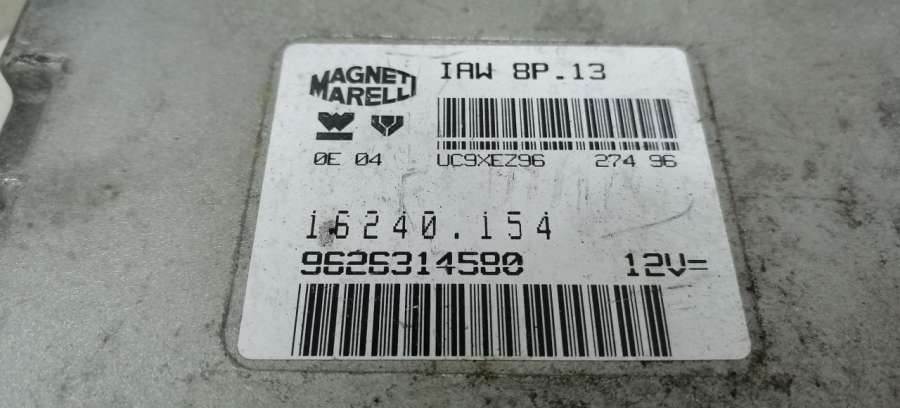 MAGNETI
MARELLI
IAW 8P.13
0E 04
UC9XEZ96
274 96
16240.154
9626314580
12V=